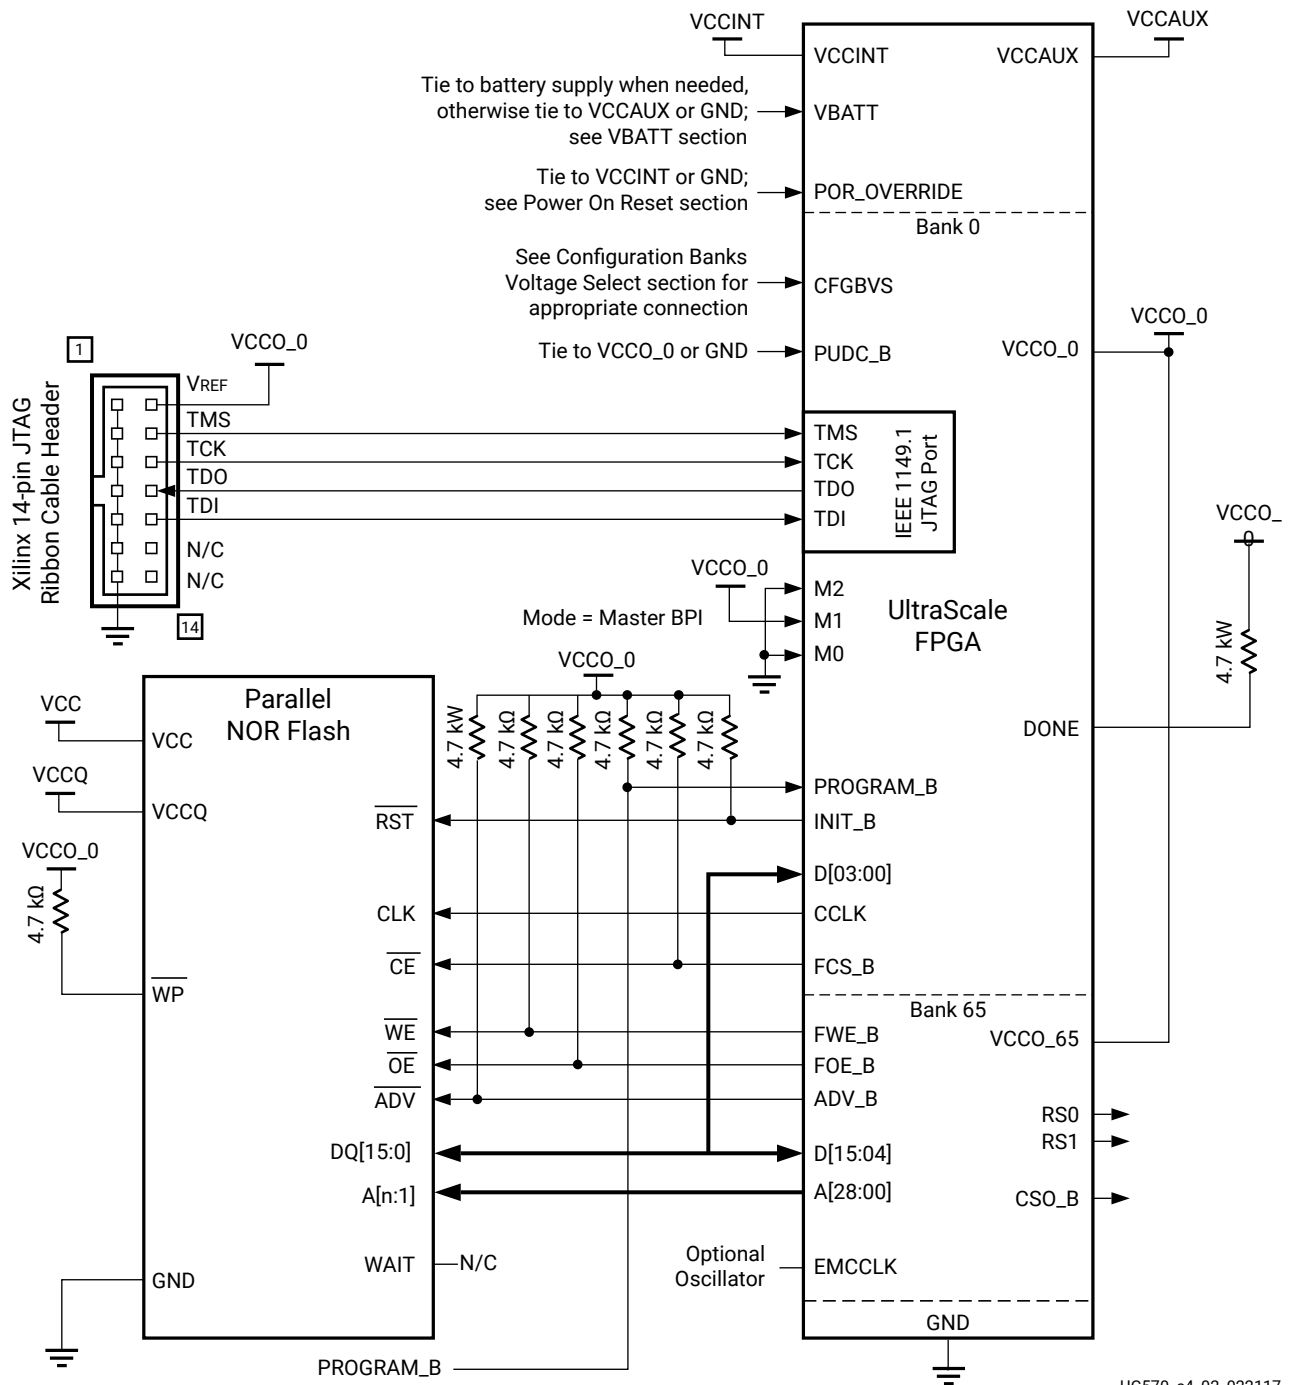 VCCINT
VCCAUX
VCCINT
VCCAUX
Tie to battery supply when needed,
otherwise tie to VCCAUX or GND;
see VBATT section
VBATT
Tie to VCCINT or GND;
see Power On Reset section
POR_OVERRIDE
Bank 0
See Configuration Banks
Voltage Select section for
appropriate connection
CFGBVS
VCCO_0
Tie to VCCO_0 or GND
PUDC_B
VCCO_0
1
VCCO_0
Xilinx 14-pin JTAG
Ribbon Cable Header
VREF
TMS
TCK
TDO
TDI
N/C
N/C
14
TMS
TCK
TDO
TDI
IEEE 1149.1
JTAG Port
VCCO_
0
4.7 kW
VCCO_0
M2
M1
M0
Mode = Master BPI
UltraScale
FPGA
VCCO_0
4.7 kW
4.7 kΩ
4.7 kΩ
4.7 kΩ
4.7 kΩ
4.7 kΩ
Parallel
NOR Flash
VCC
VCC
VCCQ
VCCQ
VCCO_0
4.7 kΩ
WP
GND
RST
CLK
CE
WE
OE
ADV
DQ[15:0]
A[n:1]
WAIT
N/C
DONE
PROGRAM_B
INIT_B
D[03:00]
CCLK
FCS_B
Bank 65
VCCO_65
FWE_B
FOE_B
ADV_B
RS0
RS1
D[15:04]
A[28:00]
CSO_B
Optional
Oscillator
EMCCLK
GND
PROGRAM_B